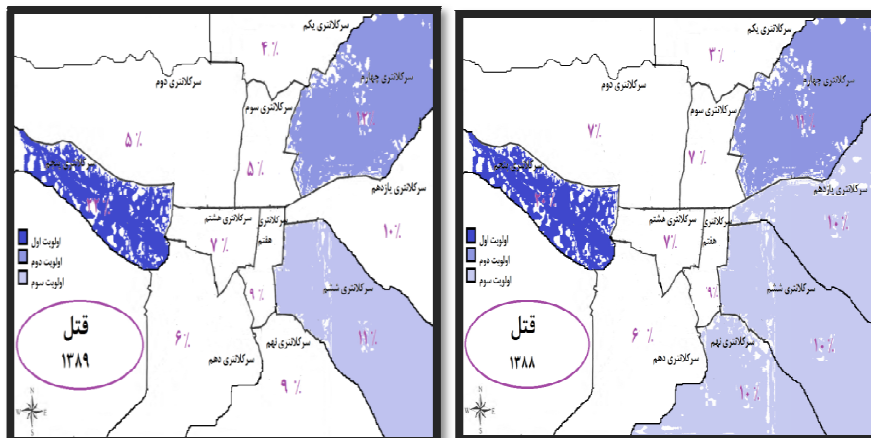 سرکلانتری یکم
۳ ٪
سرکلانتری چهارم
سرکلانتری دوم
سرکلانتری سوم
۷٪
۷ ٪
سرکلانتری یازدهم
۱۰٪
سرکلانتری هشتم
سرکلانتری
هفتم
۷٪
اولویت اول
اولویت دوم
اولویت سوم
سرکلانتری ششم
۹٪
۱۰٪
قتل
۱۳۸۸
۶ ٪
سرکلانتری نهم
سرکلانتری دهم
۱۰٪
N
W
E
S
سرکلانتری یکم
۴ ٪
سرکلانتری چهارم
سرکلانتری دوم
سرکلانتری سوم
۵ ٪
۵ ٪
سرکلانتری پنجم
سرکلانتری یازدهم
۱۰٪
سرکلانتری هشتم
سرکلانتری
هفتم
۷ ٪
اولویت اول
اولویت دوم
اولویت سوم
سرکلانتری ششم
۹ ٪
۱۱٪
قتل
۱۳۸۹
۶ ٪
سرکلانتری نهم
سرکلانتری دهم
۹ ٪
N
W
E
S